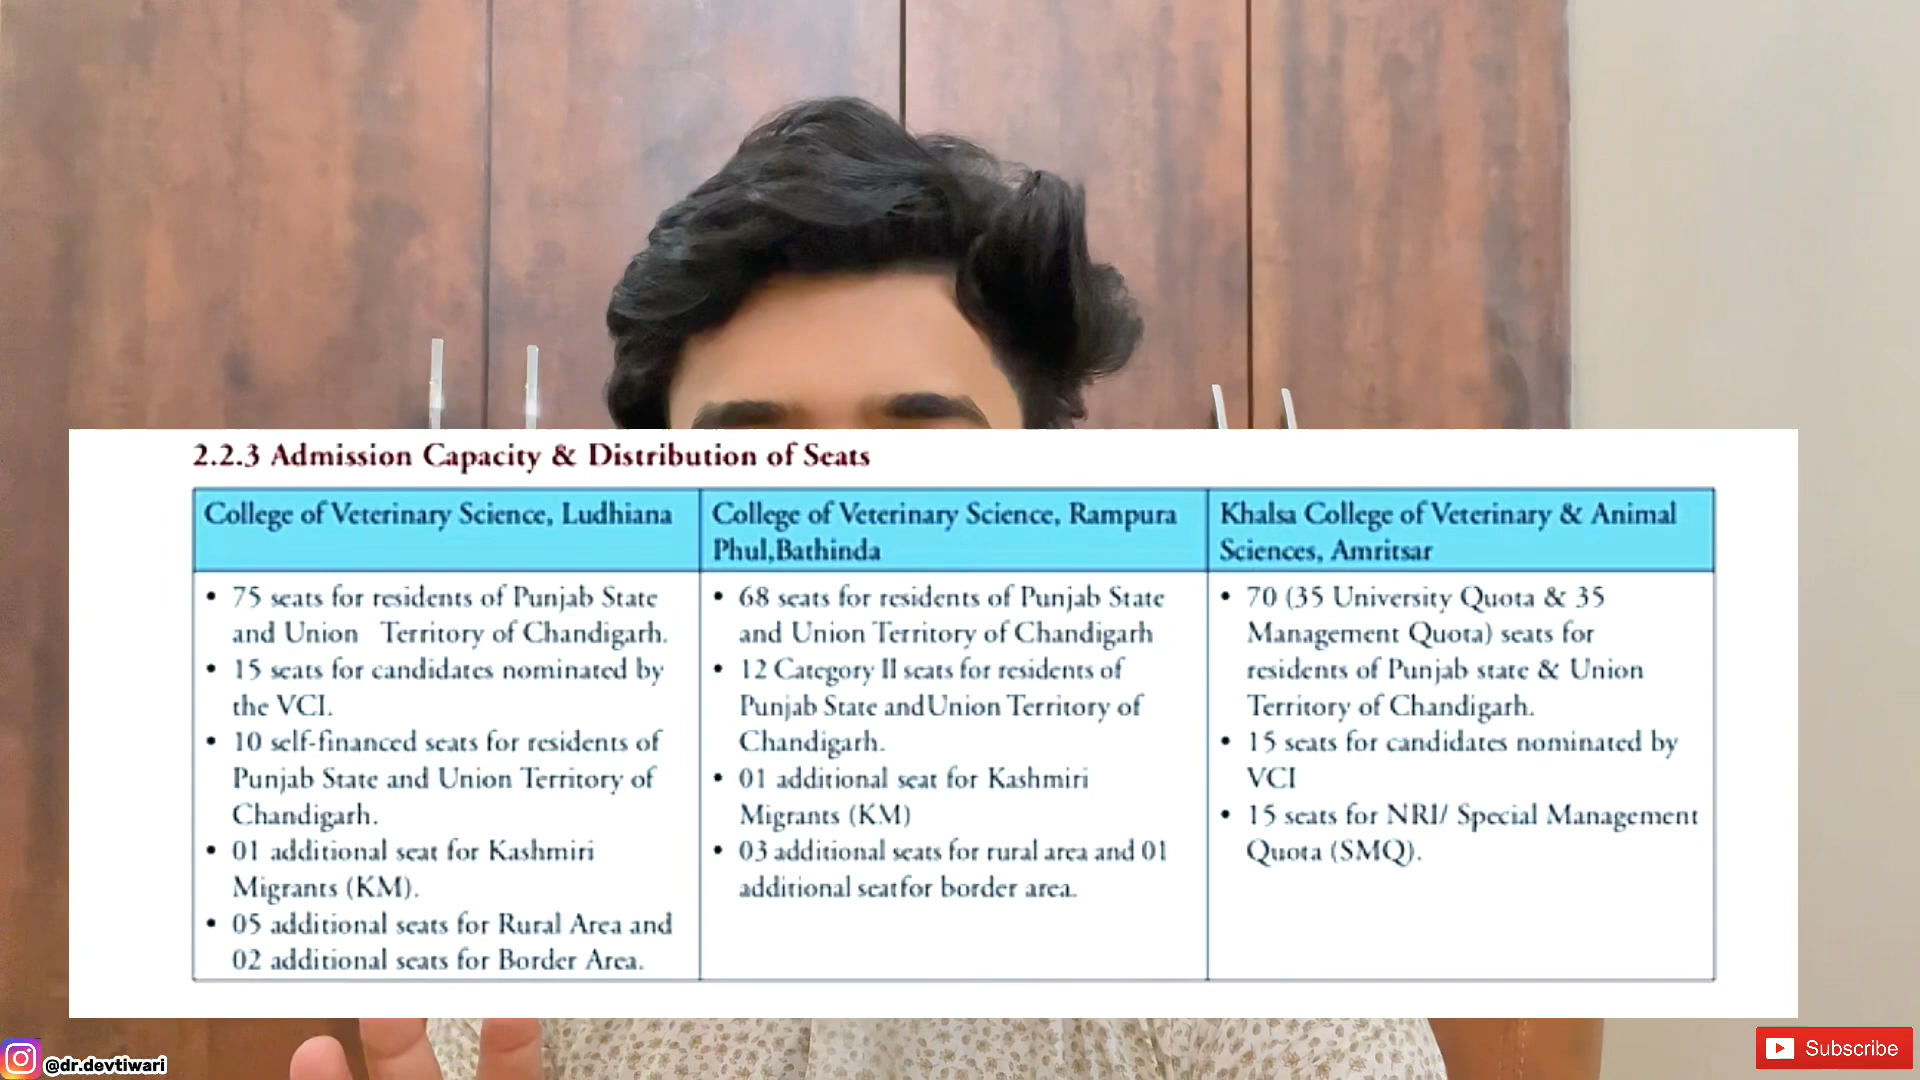 2.2.3 Admission Capacity & Distribution of Seats
College of Veterinary Science, Ludhiana
College of Veterinary Science, Rampura
Phul,Bathinda
Khalsa College of Veterinary & Animal
Sciences, Amritsar
• 75 seats for residents of Punjab State
and Union Territory of Chandigarh.
• 15 seats for candidates nominated by
the VCI.
• 10 self-financed seats for residents of
Punjab State and Union Territory of
Chandigarh.
• 01 additional seat for Kashmiri
Migrants (KM).
• 05 additional seats for Rural Area and
02 additional seats for Border Area.
• 68 seats for residents of Punjab State
and Union Territory of Chandigarh
• 12 Category II seats for residents of
Punjab State andUnion Territory of
Chandigarh.
• 01 additional seat for Kashmiri
Migrants (KM)
• 03 additional seats for rural area and 01
additional seatfor border area.
• 70 (35 University Quota & 35
Management Quota) seats for
residents of Punjab state & Union
Territory of Chandigarh.
• 15 seats for candidates nominated by
VCI
• 15 seats for NRI/ Special Management
Quota (SMQ).
@dr.devtiwari
Subscribe